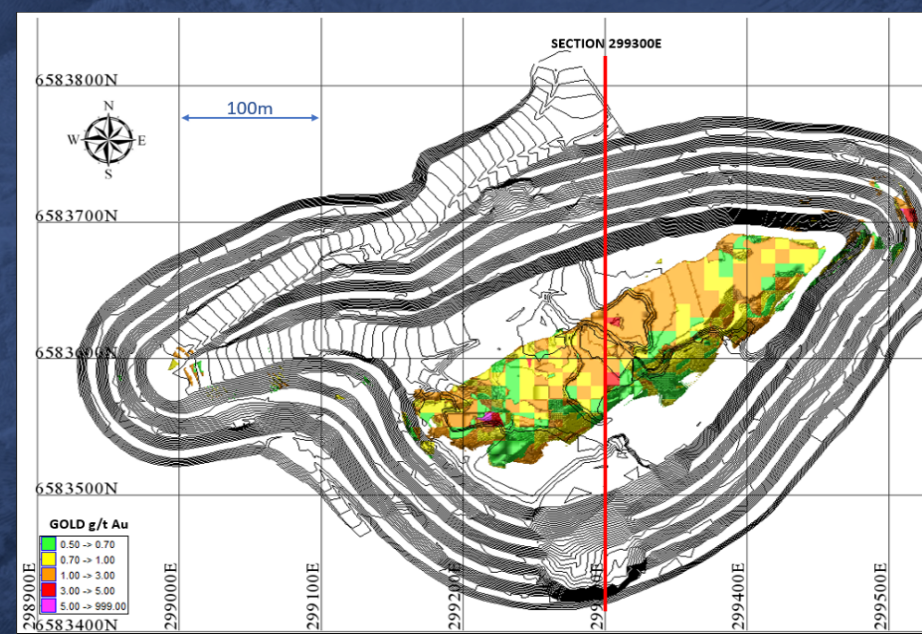 SECTION 299300E
6583800N
100m
N
W E
S
6583700N
6583600N
6583500N
GOLD g/t Au
0.50 -> 0.70
0.70 -> 1.00
1.00 -> 3.00
3.00 -> 5.00
5.00 -> 999.00
6583400N
298900E
299000E
299100E
299200E
299400E
299500E